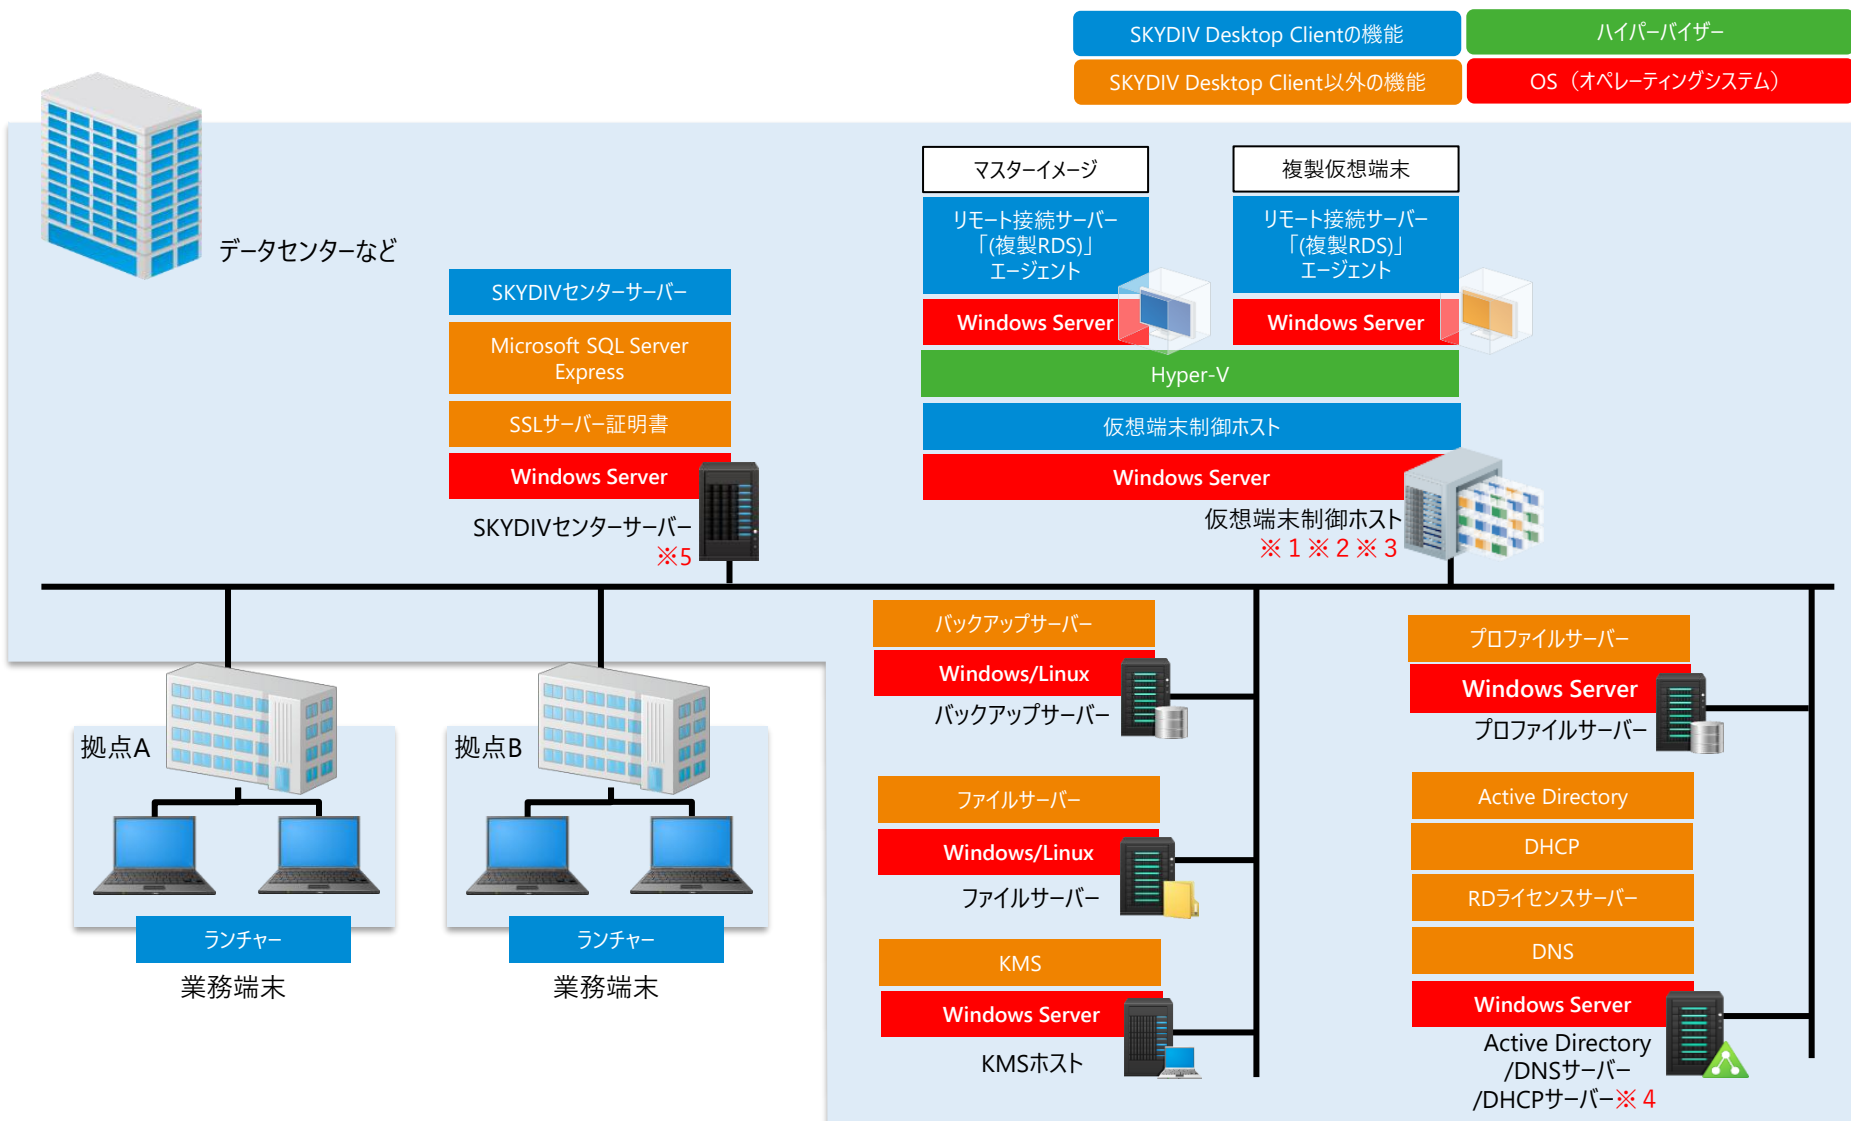 SKYDIV Desktop Clientの機能
ハイパーバイザー
SKYDIV Desktop Client以外の機能
OS（オペレーティングシステム）
データセンターなど
マスターイメージ
リモート接続サーバー
「(複製RDS)」
エージェント
Windows Server
複製仮想端末
リモート接続サーバー
「(複製RDS)」
エージェント
Windows Server
Hyper-V
仮想端末制御ホスト
Windows Server
仮想端末制御ホスト
※１※２※３
SKYDIVセンターサーバー
Microsoft SQL Server
Express
SSLサーバー証明書
Windows Server
SKYDIVセンターサーバー
※5
拠点A
ランチャー
業務端末
拠点B
ランチャー
業務端末
バックアップサーバー
Windows/Linux
バックアップサーバー
ファイルサーバー
Windows/Linux
ファイルサーバー
KMS
Windows Server
KMSホスト
プロファイルサーバー
Windows Server
プロファイルサーバー
Active Directory
DHCP
RDライセンスサーバー
DNS
Windows Server
Active Directory
/DNSサーバー
/DHCPサーバー※４